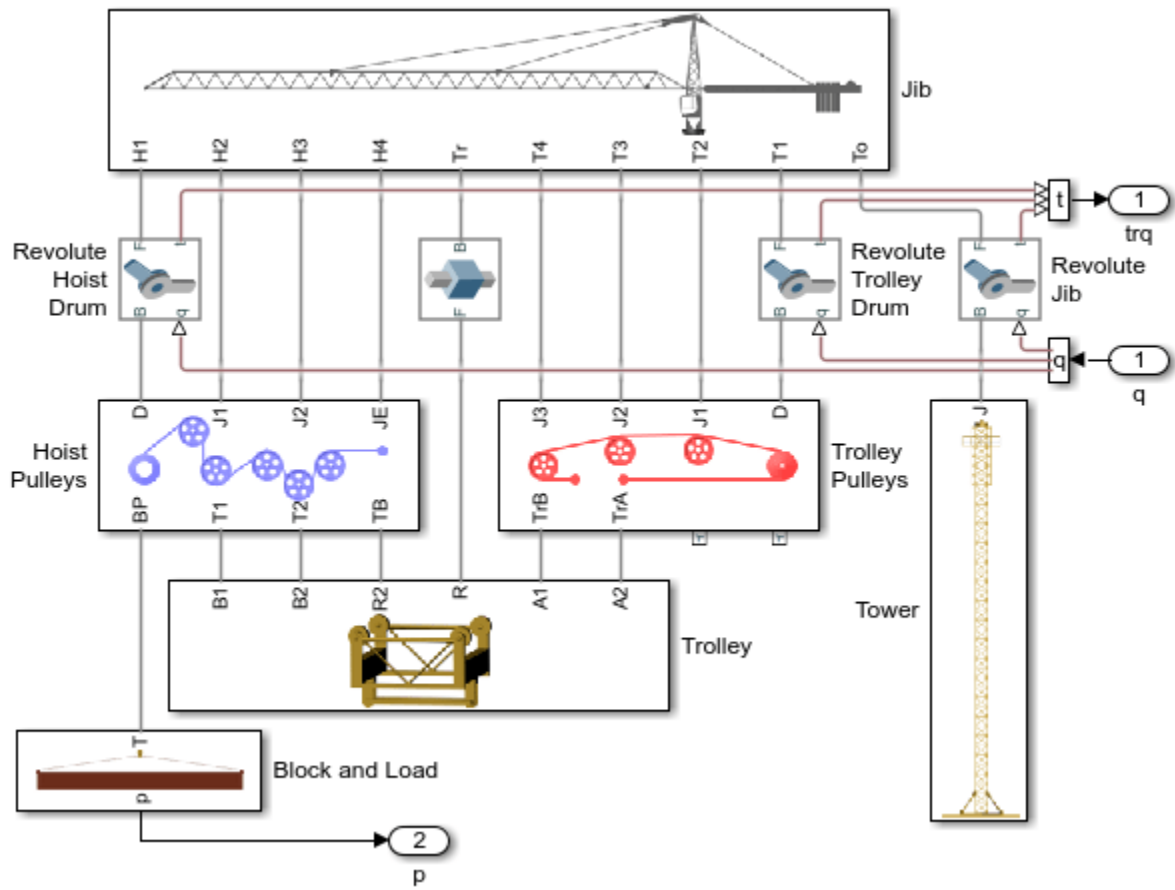 Jib
H1 H2 H3 H4 Tr T4 T3 T2 T1 To
F t B F t F t
t
1
trq
Revolute
Hoist
Drum
Revolute
Trolley
Drum
Revolute
Jib
B q F B q B q
q
1
q
D J1 J2 JE J3 J2 J1 D J
Hoist
Pulleys
Trolley
Pulleys
BP T1 T2 TB TrB TrA
B1 B2 R2 R A1 A2
Tower
Trolley
T
Block and Load
p
2
p